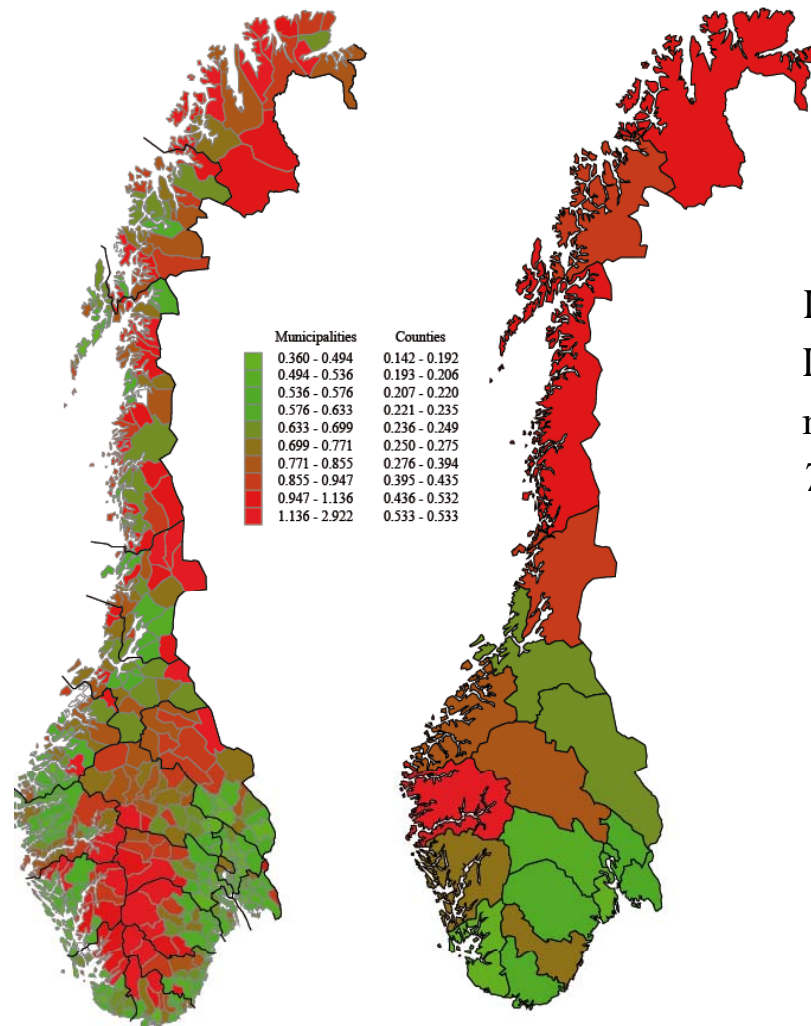 Municipalities Counties
0.360 - 0.494 0.142 - 0.192
0.494 - 0.536 0.193 - 0.206
0.536 - 0.576 0.207 - 0.220
0.576 - 0.633 0.221 - 0.235
0.633 - 0.699 0.236 - 0.249
0.699 - 0.771 0.250 - 0.275
0.771 - 0.855 0.276 - 0.394
0.855 - 0.947 0.395 - 0.435
0.947 - 1.136 0.436 - 0.532
1.136 - 2.922 0.533 - 0.533